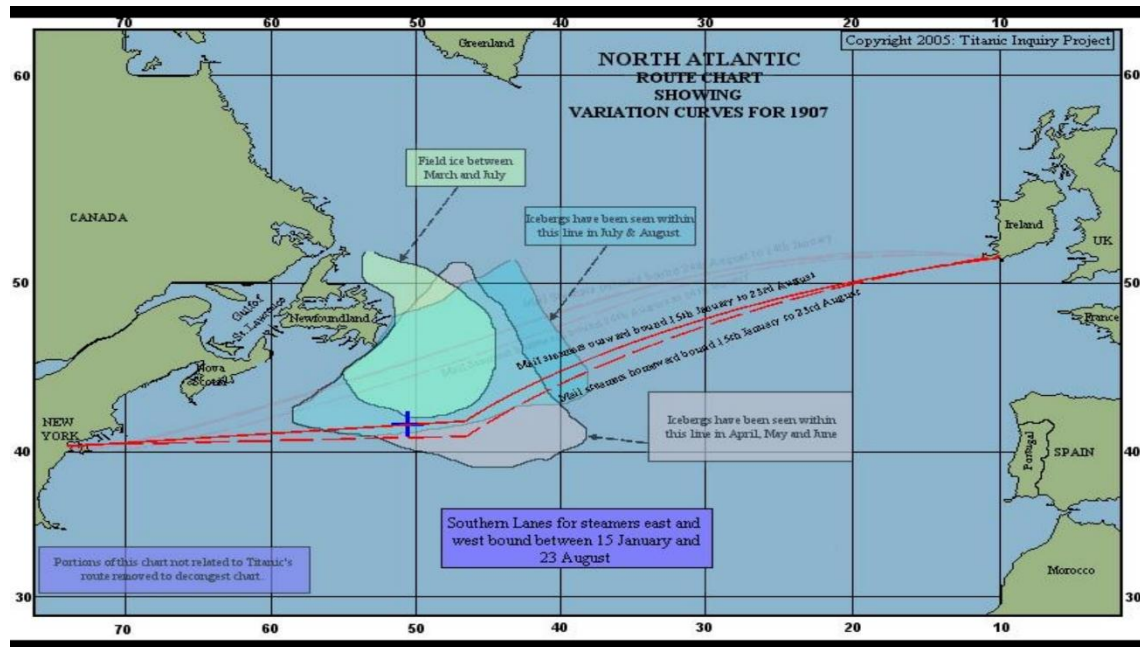 70 60 50 40 30 20 10
Copyright 2005: Titanic Inquiry Project
Greenland
NORTH ATLANTIC
ROUTE CHART
SHOWING
VARIATION CURVES FOR 1907
60 60
Field ice between
March and July
CANADA
Icebergs have been seen within
this line in July & August
Ireland
UK
50 50
Mail steamers outward bound 15th January to 23rd August
Mail steamers homeward bound 15th January to 23rd August
Gulf of
St. Lawrence
Newfoundland
France
Nova
Scotia
NEW
YORK
Icebergs have been seen within
this line in April, May and June
Portugal
SPAIN
40 40
Southern Lanes for steamers east and
west bound between 15 January and
23 August
Portions of this chart not related to Titanic's
route removed to decongest chart.
Morocco
30 30
70 60 50 40 30 20 10